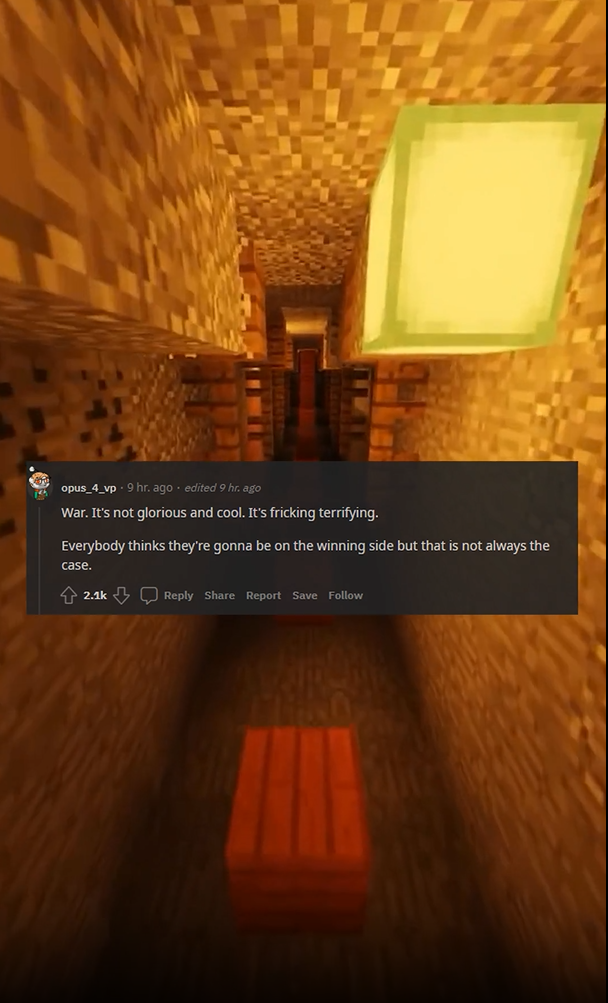 opus_4_vp · 9 hr. ago · edited 9 hr. ago
War. It's not glorious and cool. It's fricking terrifying.
Everybody thinks they're gonna be on the winning side but that is not always the
case.
2.1k Reply Share Report Save Follow